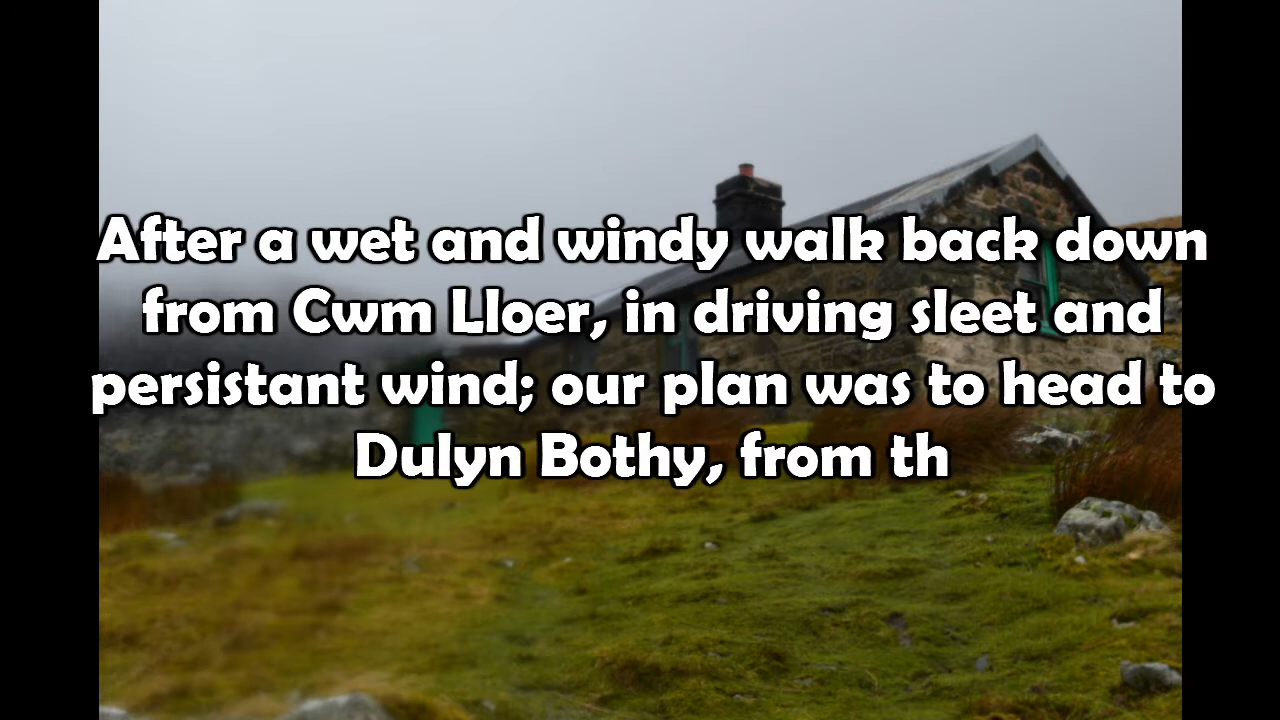 After a wet and windy walk back down
from Cwm Lloer, in driving sleet and
persistant wind; our plan was to head to
Dulyn Bothy, from th